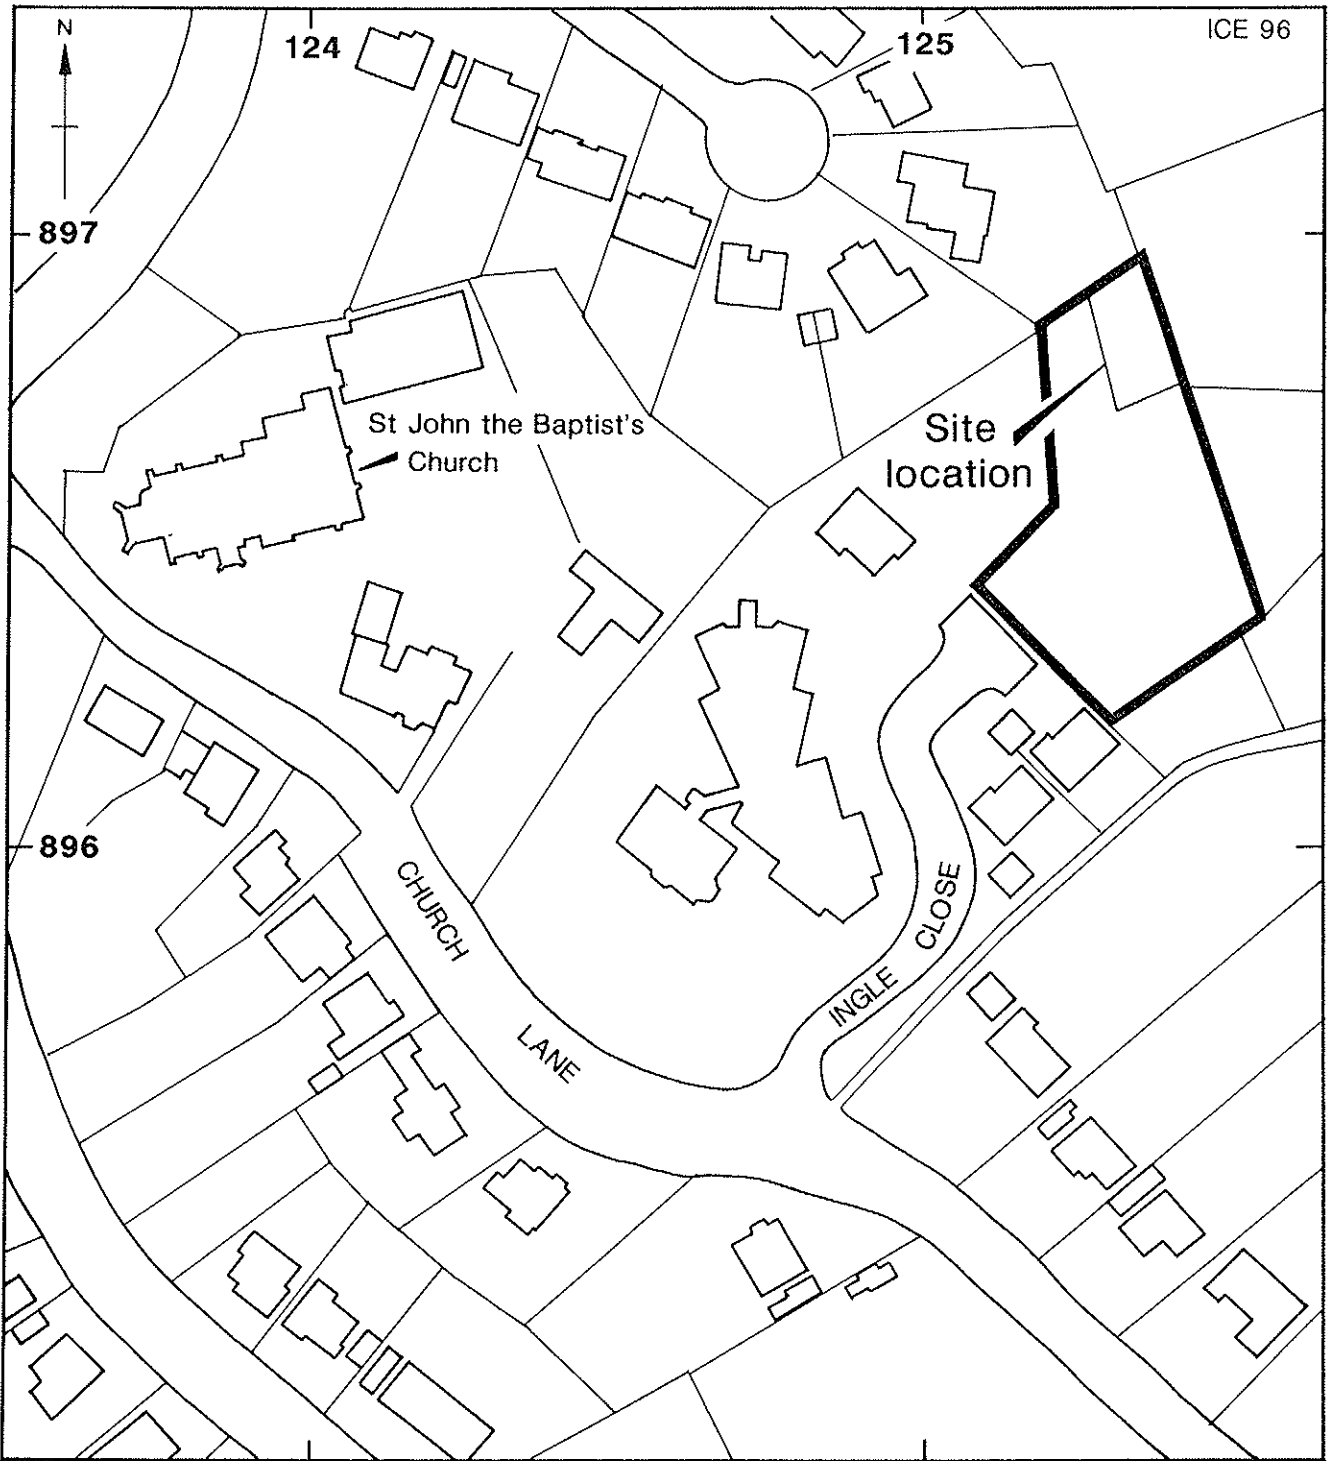 N
124
125
ICE 96
897
St John the Baptist's
Church
Site
location
896
CHURCH
LANE
INGLE
CLOSE